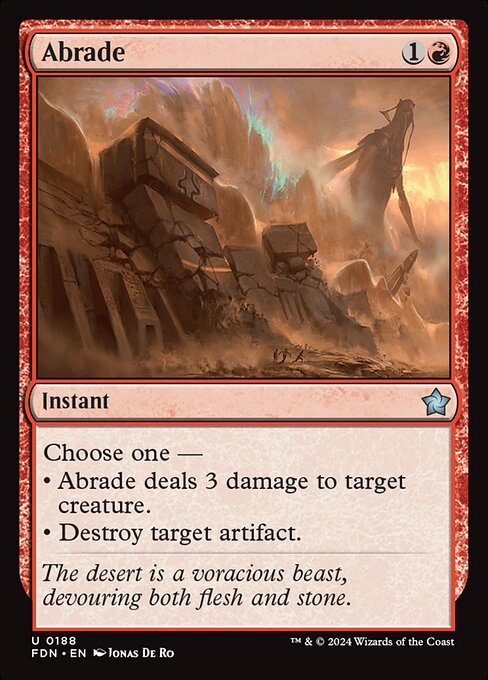 Abrade 1
Instant
Choose one —
• Abrade deals 3 damage to target
creature.
• Destroy target artifact.
The desert is a voracious beast,
devouring both flesh and stone.
U 0188
™ & © 2024 Wizards of the Coast
FDN • EN Jonas De Ro